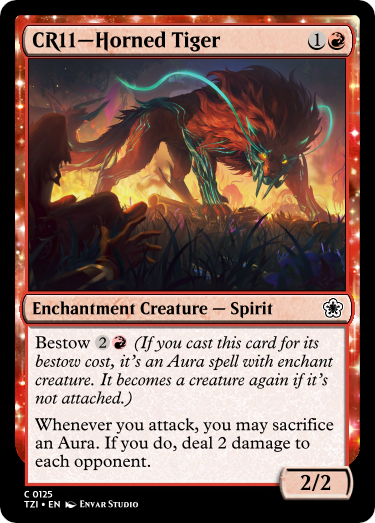 CR11—Horned Tiger 1
Enchantment Creature — Spirit
Bestow 2 (If you cast this card for its
bestow cost, it's an Aura spell with enchant
creature. It becomes a creature again if it's
not attached.)
Whenever you attack, you may sacrifice
an Aura. If you do, deal 2 damage to
each opponent.
2/2
C 0125
TZI • EN Envar Studio